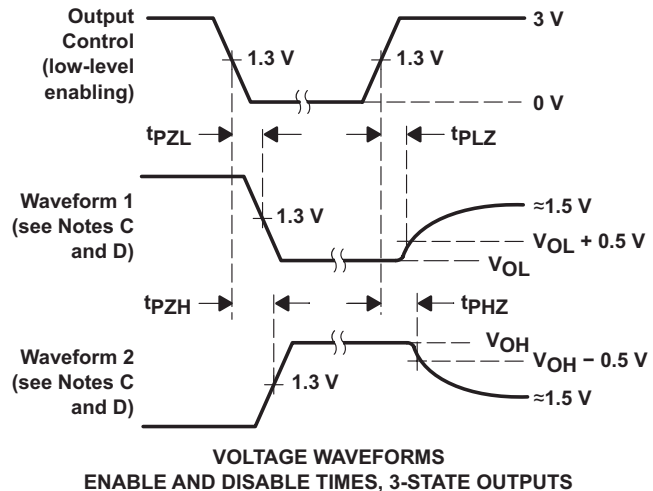 Output
Control
(low-level
enabling)
1.3 V
1.3 V
3 V
0 V
tPZL
tPLZ
Waveform 1
(see Notes C
and D)
1.3 V
≈1.5 V
VOL + 0.5 V
VOL
tPZH
tPHZ
Waveform 2
(see Notes C
and D)
1.3 V
VOH
VOH − 0.5 V
≈1.5 V
VOLTAGE WAVEFORMS
ENABLE AND DISABLE TIMES, 3-STATE OUTPUTS